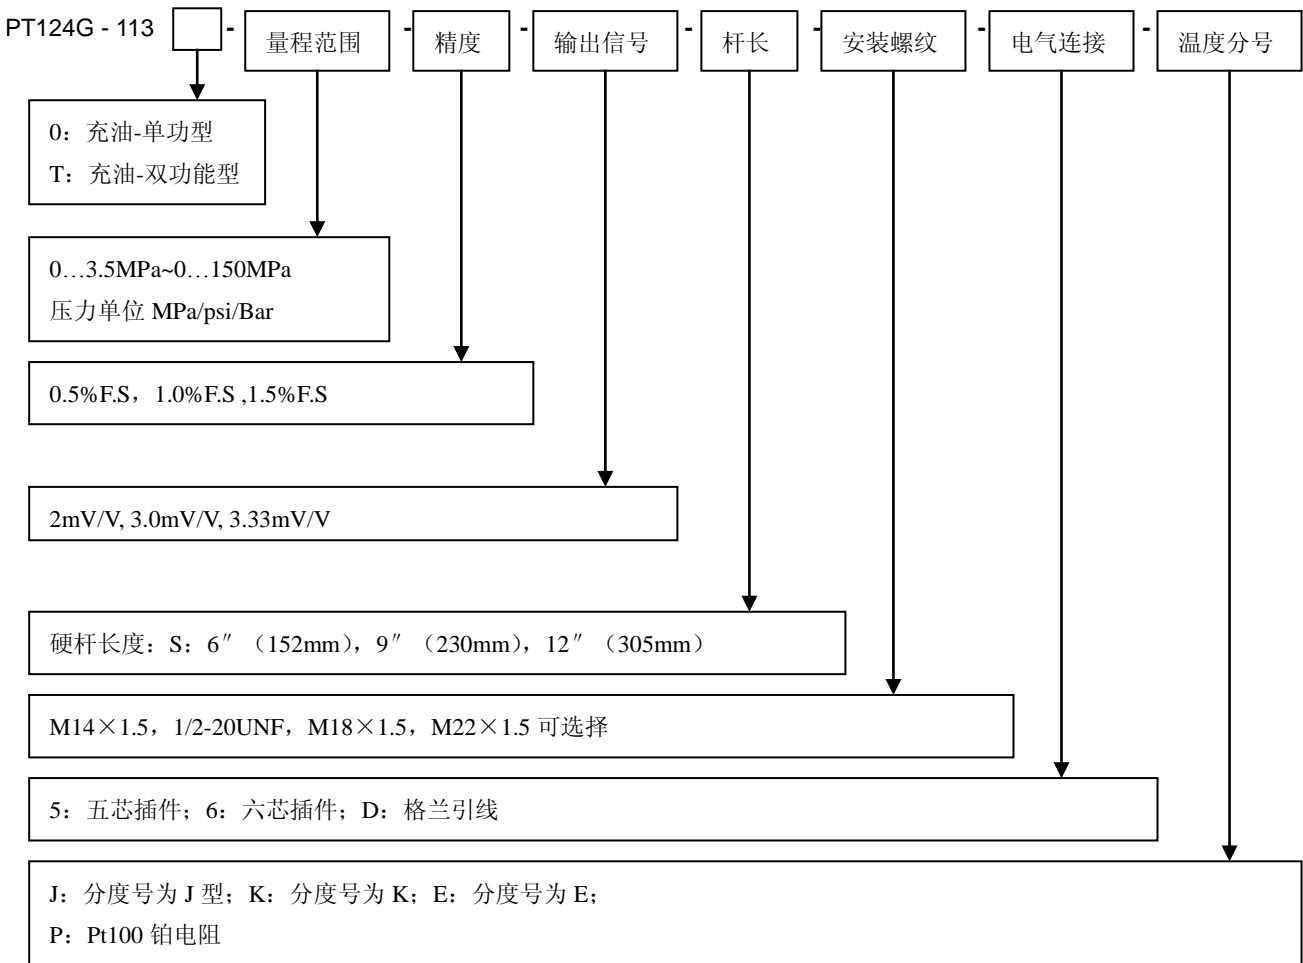 PT124G - 113 - 量程范围 - 精度 - 输出信号 - 杆长 - 安装螺纹 - 电气连接 - 温度分号
0：充油-单功型
T：充油-双功能型
0…3.5MPa~0…150MPa
压力单位 MPa/psi/Bar
0.5%F.S，1.0%F.S ,1.5%F.S
2mV/V, 3.0mV/V, 3.33mV/V
硬杆长度：S：6″（152mm），9″（230mm），12″（305mm）
M14×1.5，1/2-20UNF，M18×1.5，M22×1.5 可选择
5：五芯插件；6：六芯插件；D：格兰引线
J：分度号为 J 型；K：分度号为 K；E：分度号为 E；
P：Pt100 铂电阻